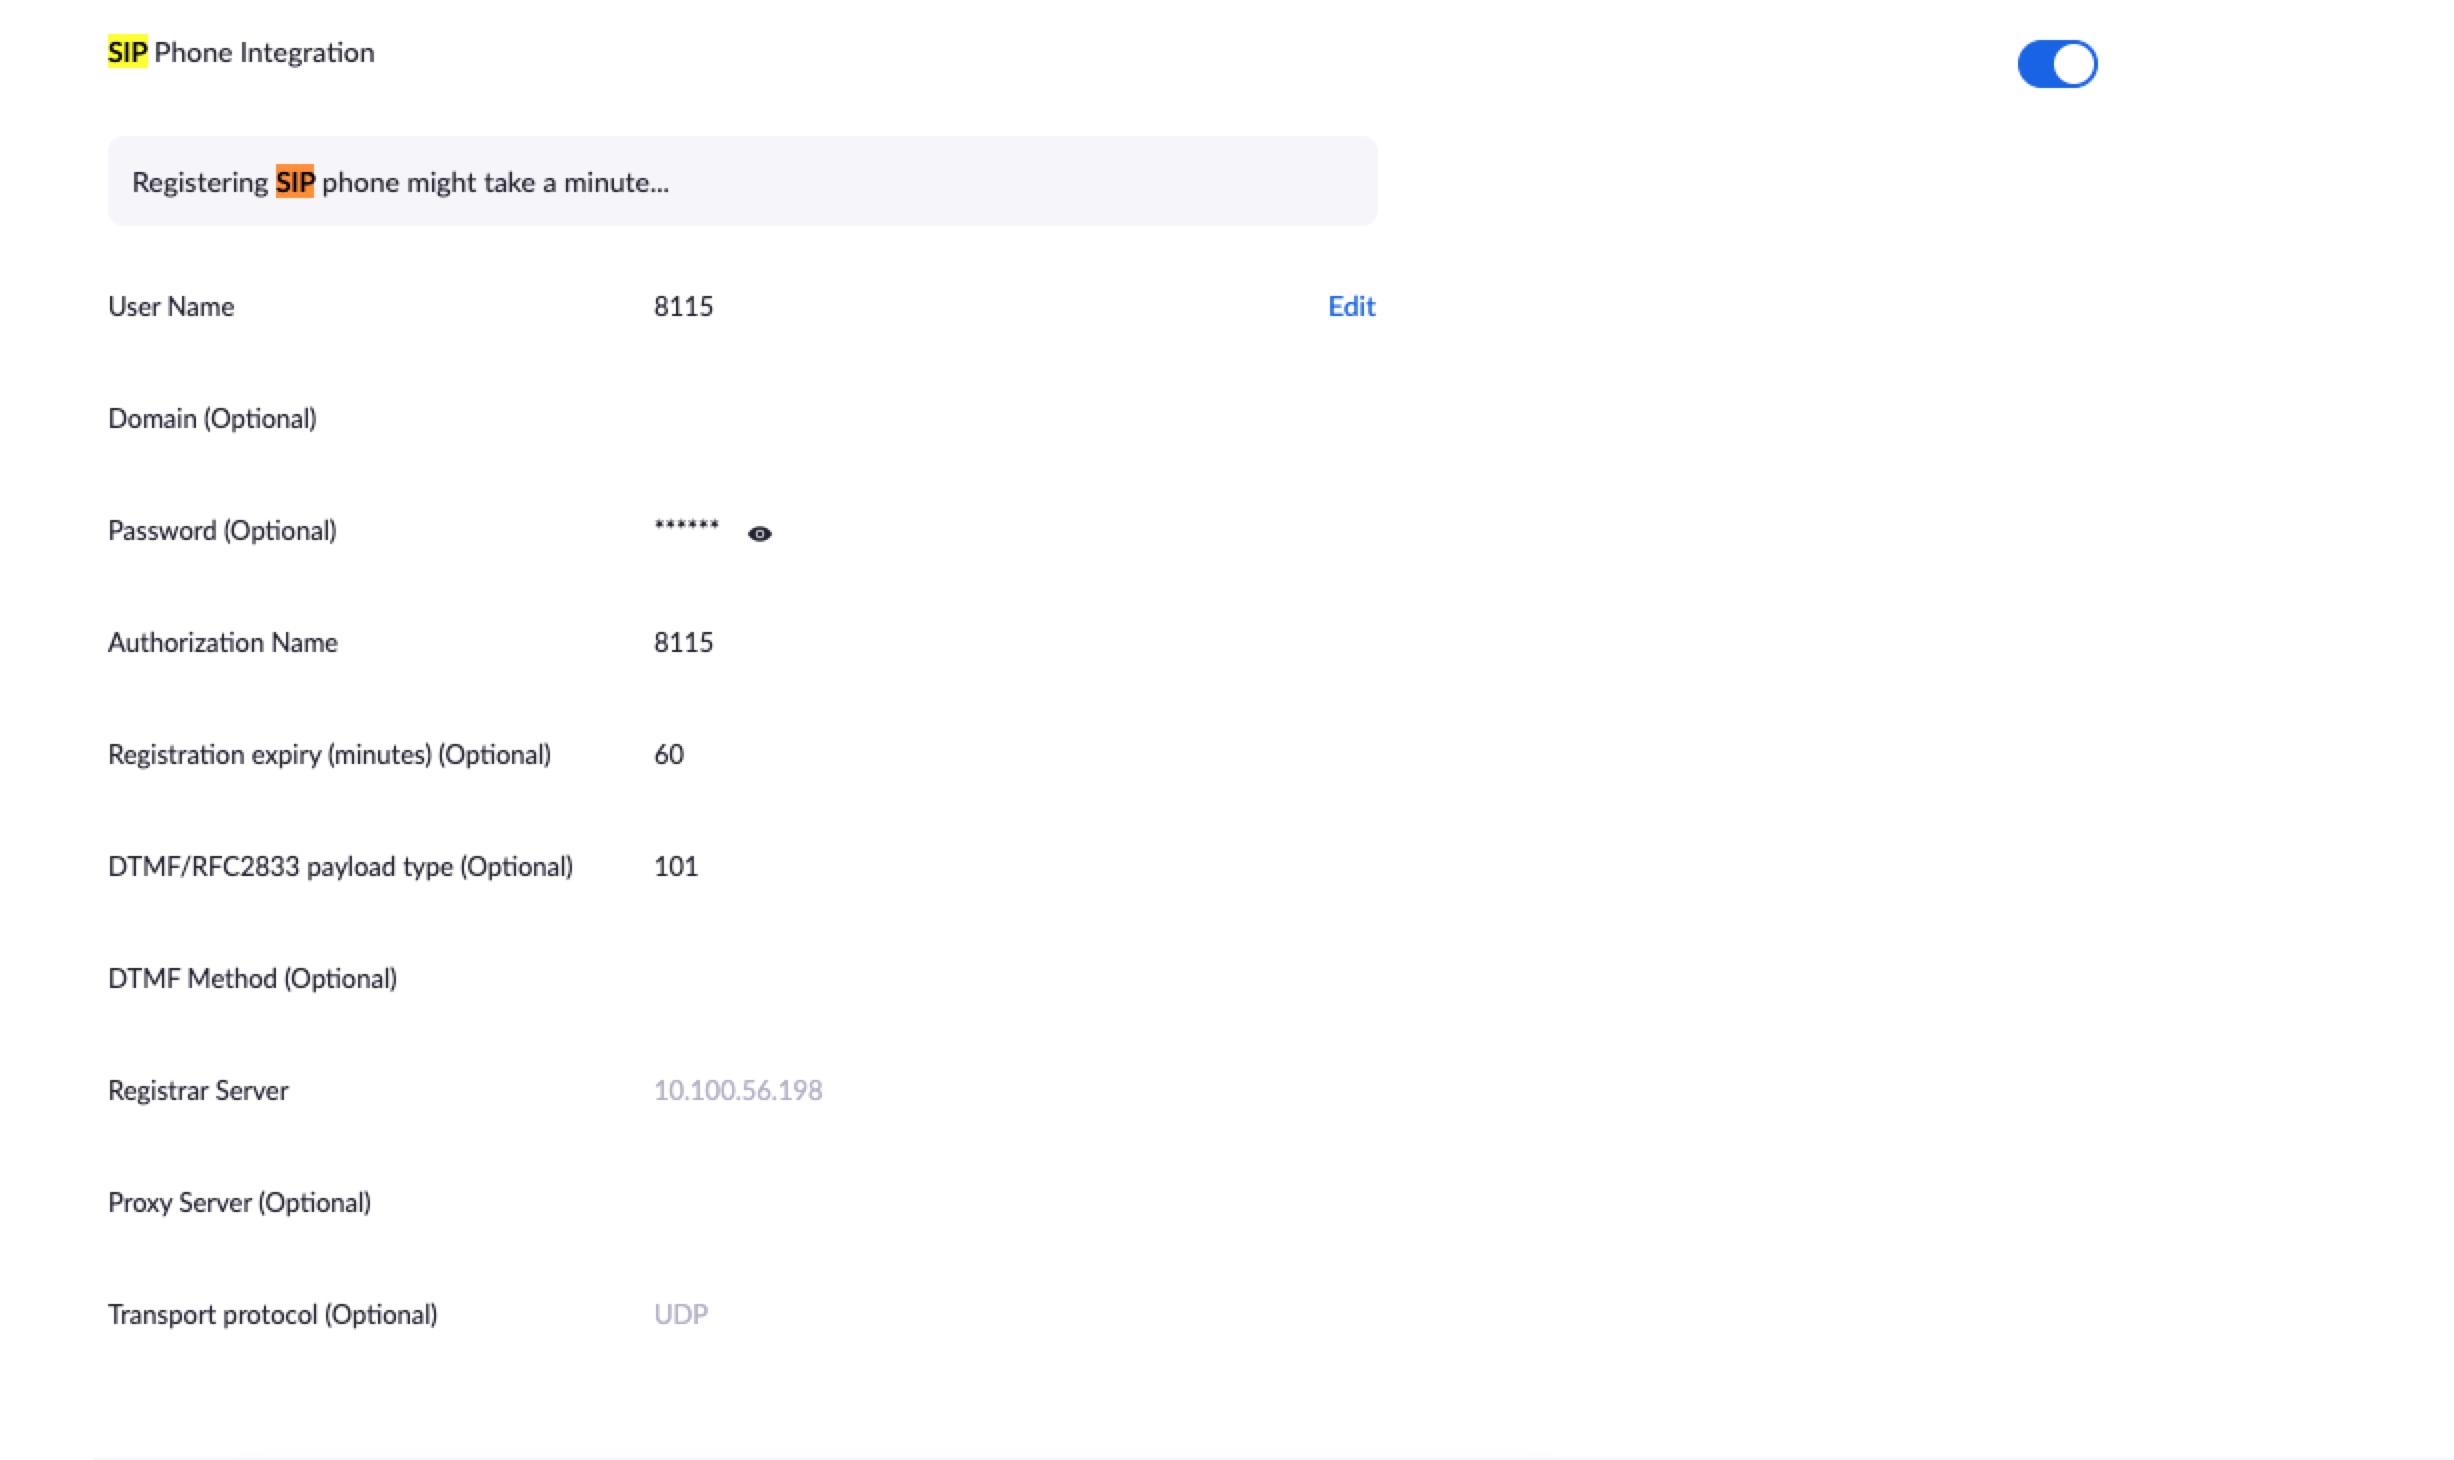 SIP Phone Integration
Registering SIP phone might take a minute...
User Name 8115 Edit
Domain (Optional)
Password (Optional) ******
Authorization Name 8115
Registration expiry (minutes) (Optional) 60
DTMF/RFC2833 payload type (Optional) 101
DTMF Method (Optional)
Registrar Server 10.100.56.198
Proxy Server (Optional)
Transport protocol (Optional) UDP